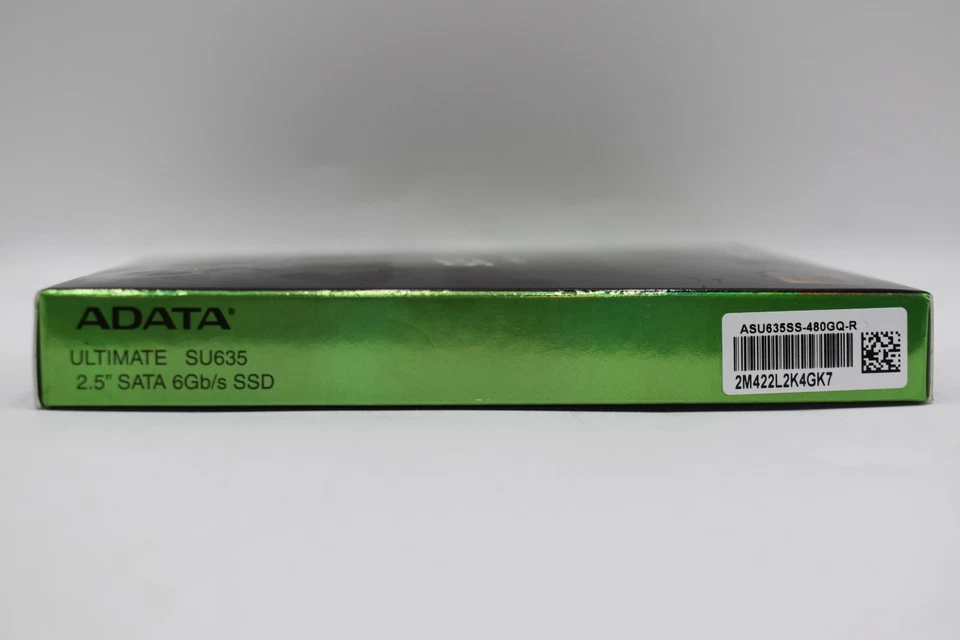 ADATA
ULTIMATE SU635
2.5" SATA 6Gb/s SSD
ASU635SS-480GQ-R
2M422L2K4GK7